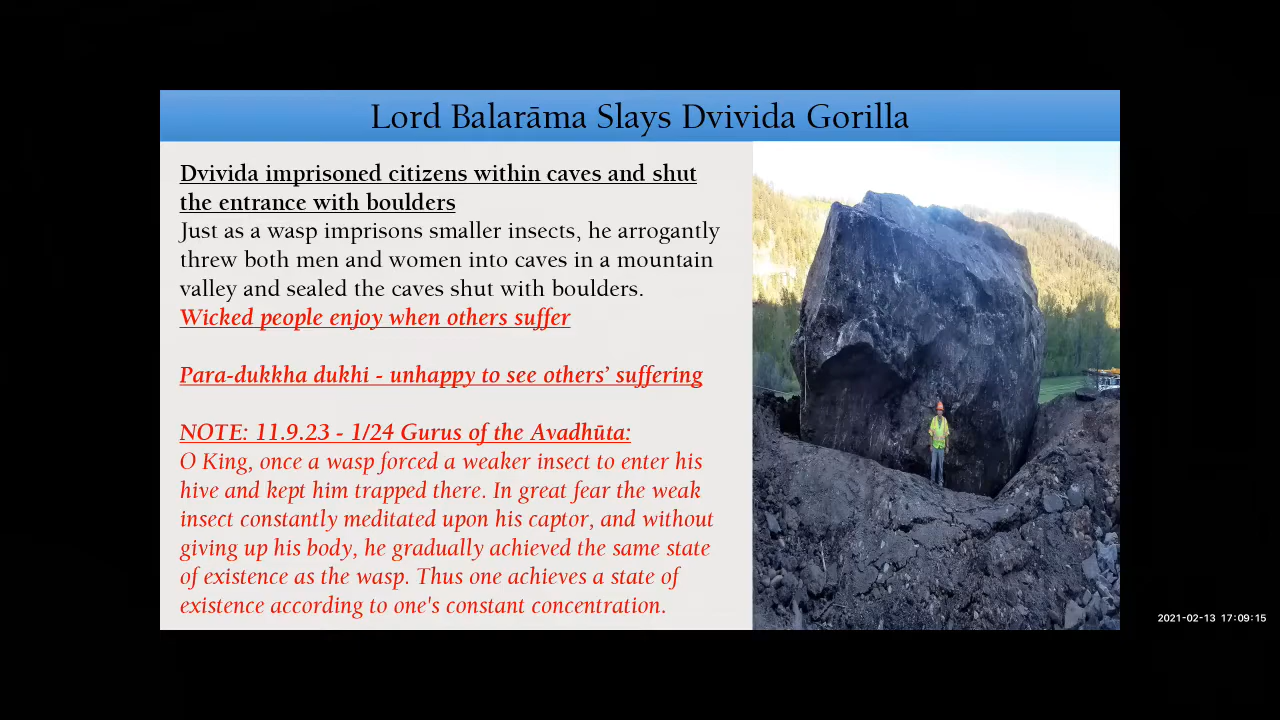 Lord Balarāma Slays Dvivida Gorilla
Dvivida imprisoned citizens within caves and shut
the entrance with boulders
Just as a wasp imprisons smaller insects, he arrogantly
threw both men and women into caves in a mountain
valley and sealed the caves shut with boulders.
Wicked people enjoy when others suffer
Para-dukkha dukhi - unhappy to see others’ suffering
NOTE: 11.9.23 - 1/24 Gurus of the Avadhūta:
O King, once a wasp forced a weaker insect to enter his
hive and kept him trapped there. In great fear the weak
insect constantly meditated upon his captor, and without
giving up his body, he gradually achieved the same state
of existence as the wasp. Thus one achieves a state of
existence according to one's constant concentration.
2021-02-13 17:09:15